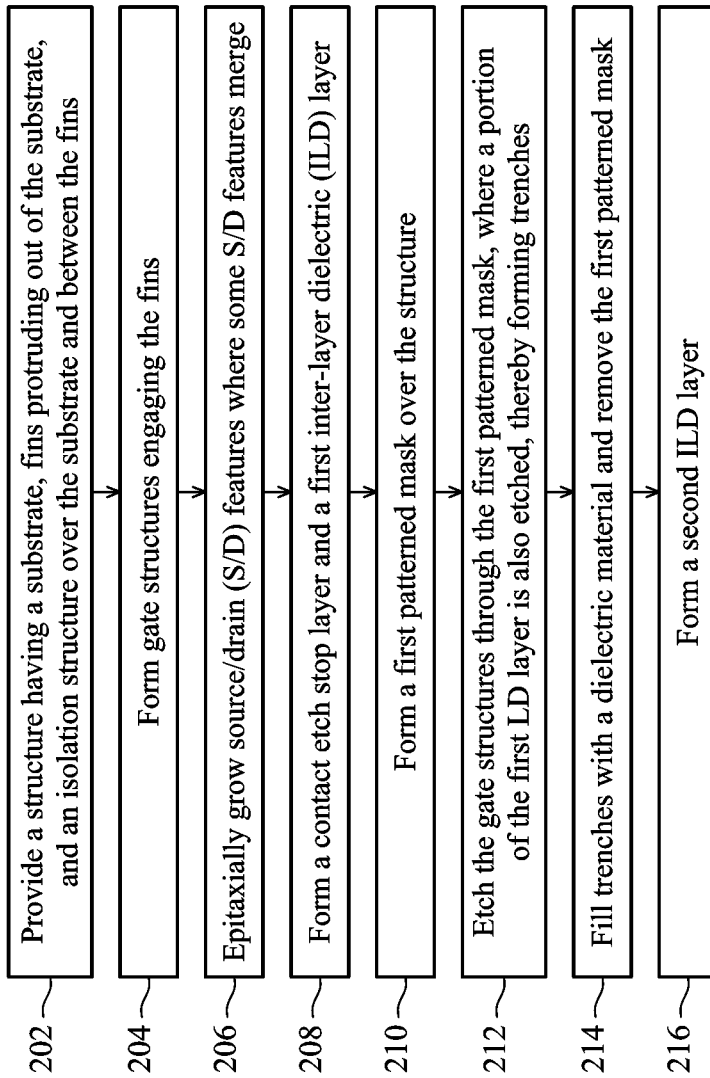 202
Provide a structure having a substrate, fins protruding out of the substrate,
and an isolation structure over the substrate and between the fins
204
Form gate structures engaging the fins
206
Epitaxially grow source/drain (S/D) features where some S/D features merge
208
Form a contact etch stop layer and a first inter-layer dielectric (ILD) layer
210
Form a first patterned mask over the structure
212
Etch the gate structures through the first patterned mask, where a portion
of the first LD layer is also etched, thereby forming trenches
214
Fill trenches with a dielectric material and remove the first patterned mask
216
Form a second ILD layer